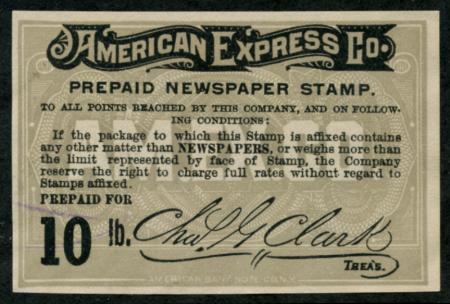 AMERICAN EXPRESS CO.
PREPAID NEWSPAPER STAMP.
TO ALL POINTS REACHED BY THIS COMPANY, AND ON FOLLOW-
ING CONDITIONS:
If the package to which this Stamp is affixed contains
any other matter than NEWSPAPERS, or weighs more than
the limit represented by face of Stamp, the Company
reserve the right to charge full rates without regard to
Stamps affixed.
PREPAID FOR
10 lb. Chas. G. Clark
TREAS.
AMERICAN BANK NOTE CO. N.Y.